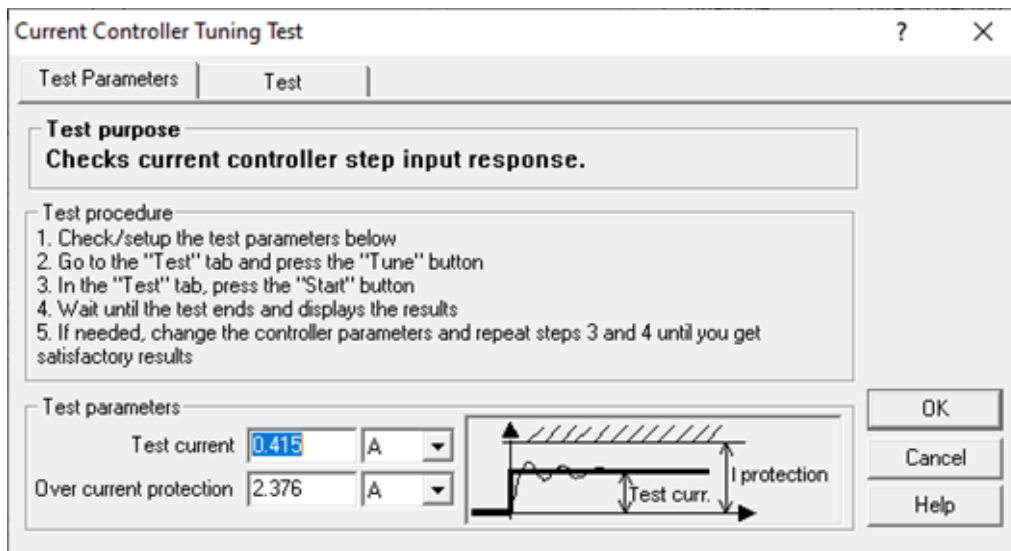 Current Controller Tuning Test
?
Test Parameters
Test
Test purpose
Checks current controller step input response.
Test procedure
1. Check/setup the test parameters below
2. Go to the "Test" tab and press the "Tune" button
3. In the "Test" tab, press the "Start" button
4. Wait until the test ends and displays the results
5. If needed, change the controller parameters and repeat steps 3 and 4 until you get
satisfactory results
Test parameters
Test current 0.415 A
Over current protection 2.376 A
I protection
Test curr.
OK
Cancel
Help